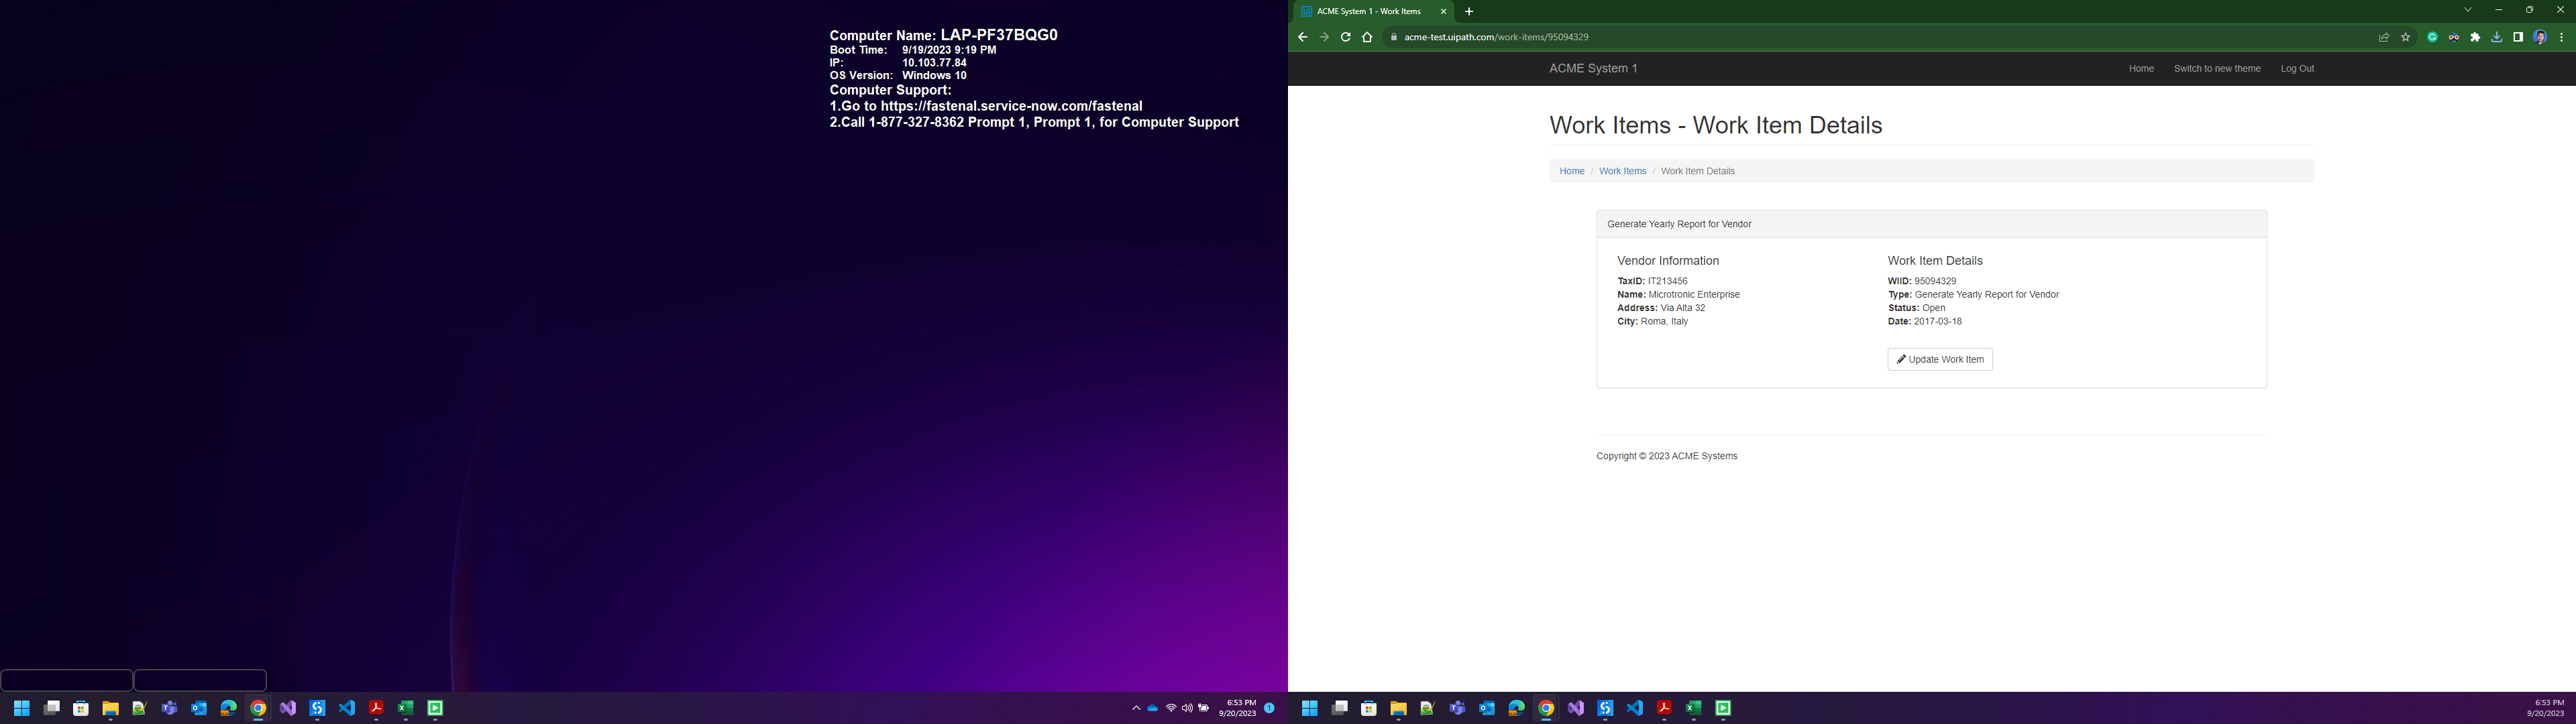 Computer Name: LAP-PF37BQG0
Boot Time: 9/19/2023 9:19 PM
IP: 10.103.77.84
OS Version: Windows 10
Computer Support:
1.Go to https://fastenal.service-now.com/fastenal
2.Call 1-877-327-8362 Prompt 1, Prompt 1, for Computer Support
6:53 PM
9/20/2023
1
ACME System 1 - Work Items
acme-test.uipath.com/work-items/95094329
ACME System 1
Home Switch to new theme Log Out
Work Items - Work Item Details
Home / Work Items / Work Item Details
Generate Yearly Report for Vendor
Vendor Information
TaxID: IT213456
Name: Microtronic Enterprise
Address: Via Alta 32
City: Roma, Italy
Work Item Details
WIID: 95094329
Type: Generate Yearly Report for Vendor
Status: Open
Date: 2017-03-18
Update Work Item
Copyright © 2023 ACME Systems
6:53 PM
9/20/2023